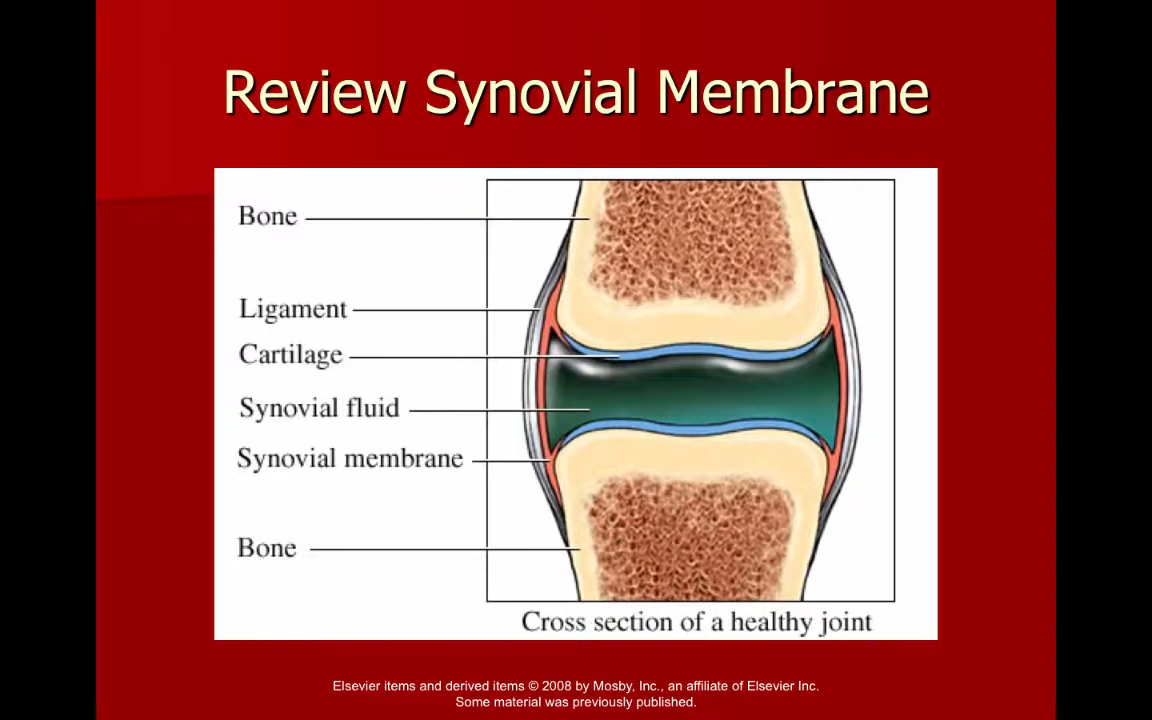 Review Synovial Membrane
Bone
Ligament
Cartilage
Synovial fluid
Synovial membrane
Bone
Cross section of a healthy joint
Elsevier items and derived items © 2008 by Mosby, Inc., an affiliate of Elsevier Inc.
Some material was previously published.